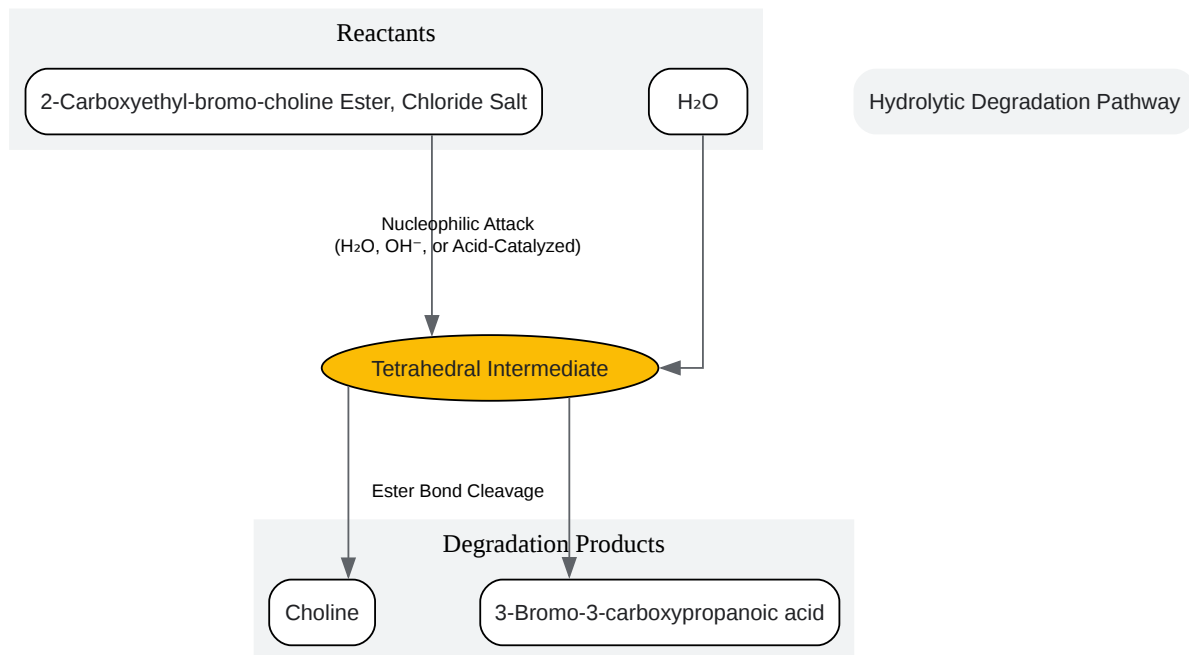 Reactants
2-Carboxyethyl-bromo-choline Ester, Chloride Salt
H₂O
Hydrolytic Degradation Pathway
Nucleophilic Attack
(H₂O, OH⁻, or Acid-Catalyzed)
Tetrahedral Intermediate
Ester Bond Cleavage
Degradation Products
Choline
3-Bromo-3-carboxypropanoic acid